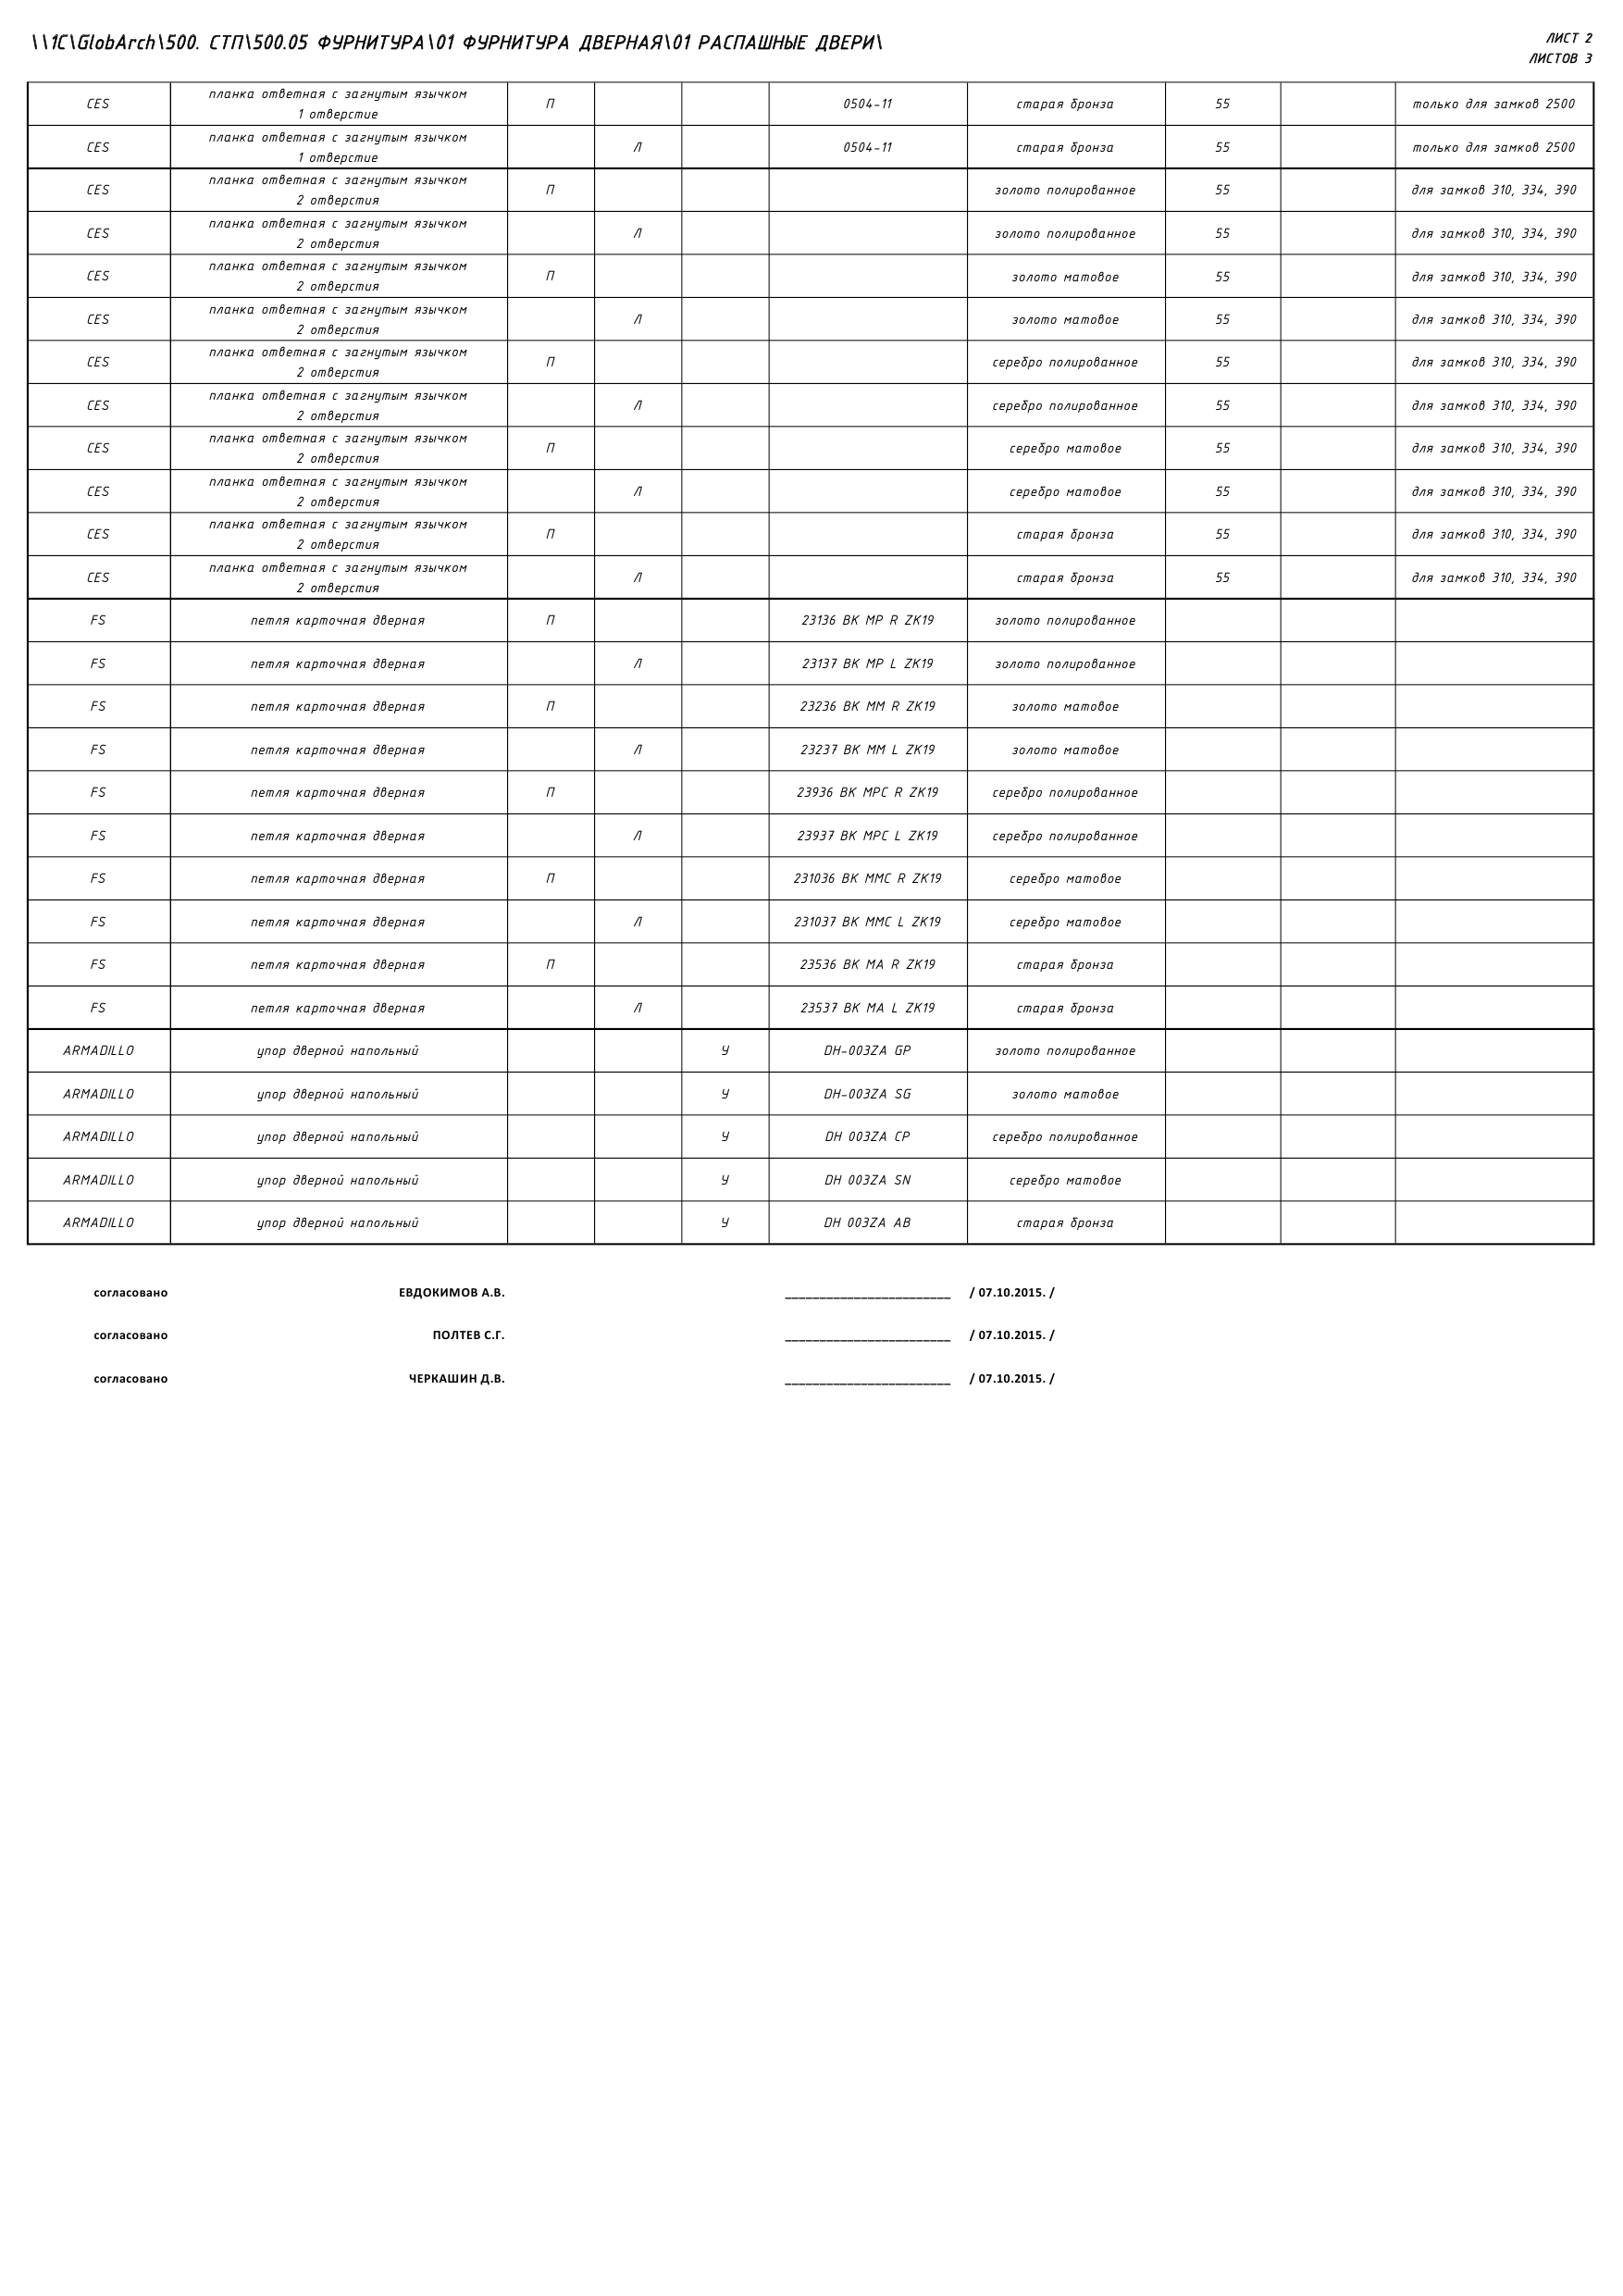 \\1C\GlobArch\500. СТП\500.05 ФУРНИТУРА\01 ФУРНИТУРА ДВЕРНАЯ\01 РАСПАШНЫЕ ДВЕРИ\
ЛИСТ 2
ЛИСТОВ 3
CES планка ответная с загнутым язычком 1 отверстие П 0504-11 старая бронза 55 только для замков 2500
CES планка ответная с загнутым язычком 1 отверстие Л 0504-11 старая бронза 55 только для замков 2500
CES планка ответная с загнутым язычком 2 отверстия П золото полированное 55 для замков 310, 334, 390
CES планка ответная с загнутым язычком 2 отверстия Л золото полированное 55 для замков 310, 334, 390
CES планка ответная с загнутым язычком 2 отверстия П золото матовое 55 для замков 310, 334, 390
CES планка ответная с загнутым язычком 2 отверстия Л золото матовое 55 для замков 310, 334, 390
CES планка ответная с загнутым язычком 2 отверстия П серебро полированное 55 для замков 310, 334, 390
CES планка ответная с загнутым язычком 2 отверстия Л серебро полированное 55 для замков 310, 334, 390
CES планка ответная с загнутым язычком 2 отверстия П серебро матовое 55 для замков 310, 334, 390
CES планка ответная с загнутым язычком 2 отверстия Л серебро матовое 55 для замков 310, 334, 390
CES планка ответная с загнутым язычком 2 отверстия П старая бронза 55 для замков 310, 334, 390
CES планка ответная с загнутым язычком 2 отверстия Л старая бронза 55 для замков 310, 334, 390
FS петля карточная дверная П 23136 BK MP R ZK19 золото полированное
FS петля карточная дверная Л 23137 BK MP L ZK19 золото полированное
FS петля карточная дверная П 23236 BK MM R ZK19 золото матовое
FS петля карточная дверная Л 23237 BK MM L ZK19 золото матовое
FS петля карточная дверная П 23936 BK MPC R ZK19 серебро полированное
FS петля карточная дверная Л 23937 BK MPC L ZK19 серебро полированное
FS петля карточная дверная П 231036 BK MMC R ZK19 серебро матовое
FS петля карточная дверная Л 231037 BK MMC L ZK19 серебро матовое
FS петля карточная дверная П 23536 BK MA R ZK19 старая бронза
FS петля карточная дверная Л 23537 BK MA L ZK19 старая бронза
ARMADILLO упор дверной напольный У DH-003ZA GP золото полированное
ARMADILLO упор дверной напольный У DH-003ZA SG золото матовое
ARMADILLO упор дверной напольный У DH 003ZA CP серебро полированное
ARMADILLO упор дверной напольный У DH 003ZA SN серебро матовое
ARMADILLO упор дверной напольный У DH 003ZA AB старая бронза
согласовано ЕВДОКИМОВ А.В. ________________________ / 07.10.2015. /
согласовано ПОЛТЕВ С.Г. ________________________ / 07.10.2015. /
согласовано ЧЕРКАШИН Д.В. ________________________ / 07.10.2015. /